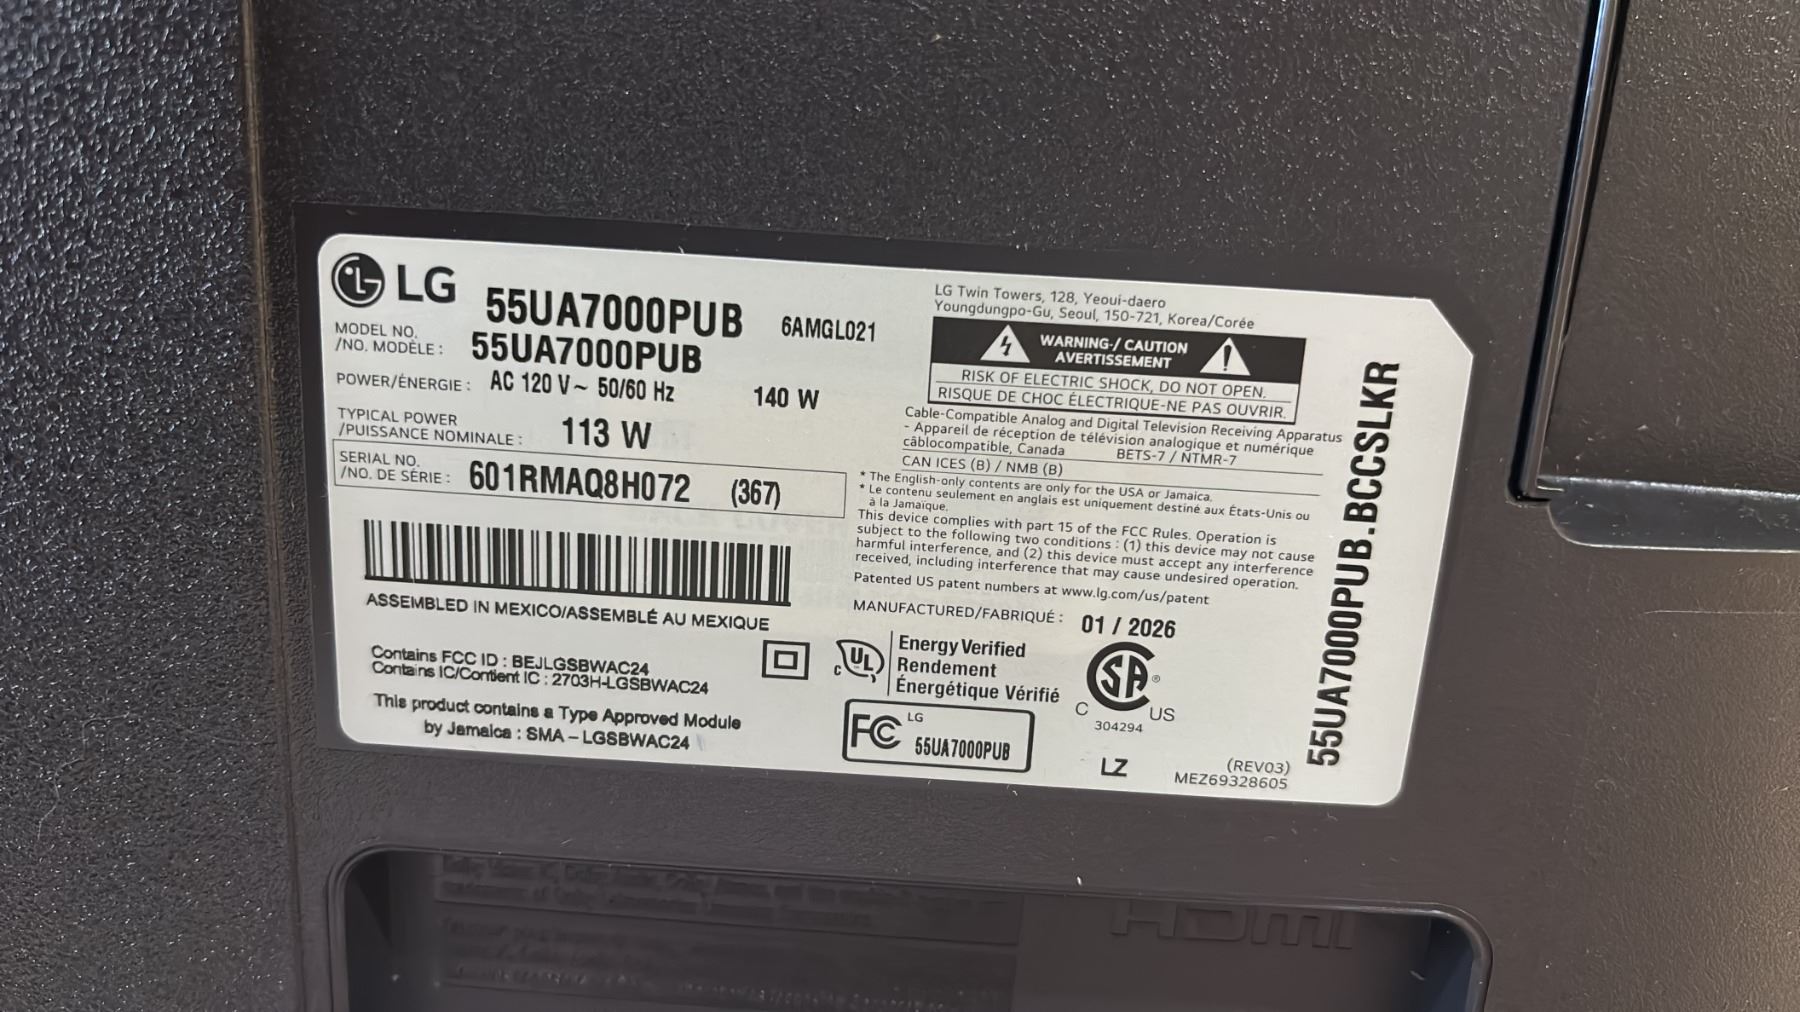 LG 55UA7000PUB 6AMGL021
MODEL NO.
/NO. MODÈLE : 55UA7000PUB
POWER/ÉNERGIE : AC 120 V ~ 50/60 Hz 140 W
TYPICAL POWER
/PUISSANCE NOMINALE : 113 W
SERIAL NO.
/NO. DE SÉRIE : 601RMAQ8H072 (367)
ASSEMBLED IN MEXICO/ASSEMBLÉ AU MEXIQUE
Contains FCC ID : BEJLGSBWAC24
Contains IC/Contient IC : 2703H-LGSBWAC24
This product contains a Type Approved Module
by Jamaica : SMA – LGSBWAC24
LG Twin Towers, 128, Yeoui-daero
Youngdungpo-Gu, Seoul, 150-721, Korea/Corée
WARNING-/ CAUTION
AVERTISSEMENT
RISK OF ELECTRIC SHOCK, DO NOT OPEN.
RISQUE DE CHOC ÉLECTRIQUE-NE PAS OUVRIR.
Cable-Compatible Analog and Digital Television Receiving Apparatus
- Appareil de réception de télévision analogique et numérique
câblocompatible, Canada BETS-7 / NTMR-7
CAN ICES (B) / NMB (B)
* The English-only contents are only for the USA or Jamaica.
* Le contenu seulement en anglais est uniquement destiné aux États-Unis ou
à la Jamaïque.
This device complies with part 15 of the FCC Rules. Operation is
subject to the following two conditions : (1) this device may not cause
harmful interference, and (2) this device must accept any interference
received, including interference that may cause undesired operation.
Patented US patent numbers at www.lg.com/us/patent
MANUFACTURED/FABRIQUÉ : 01 / 2026
c UL Energy Verified
Rendement
Énergétique Vérifié
C SA ® US
304294
FC LG
55UA7000PUB
LZ
(REV03)
MEZ69328605
55UA7000PUB.BCCSLKR
HDMI